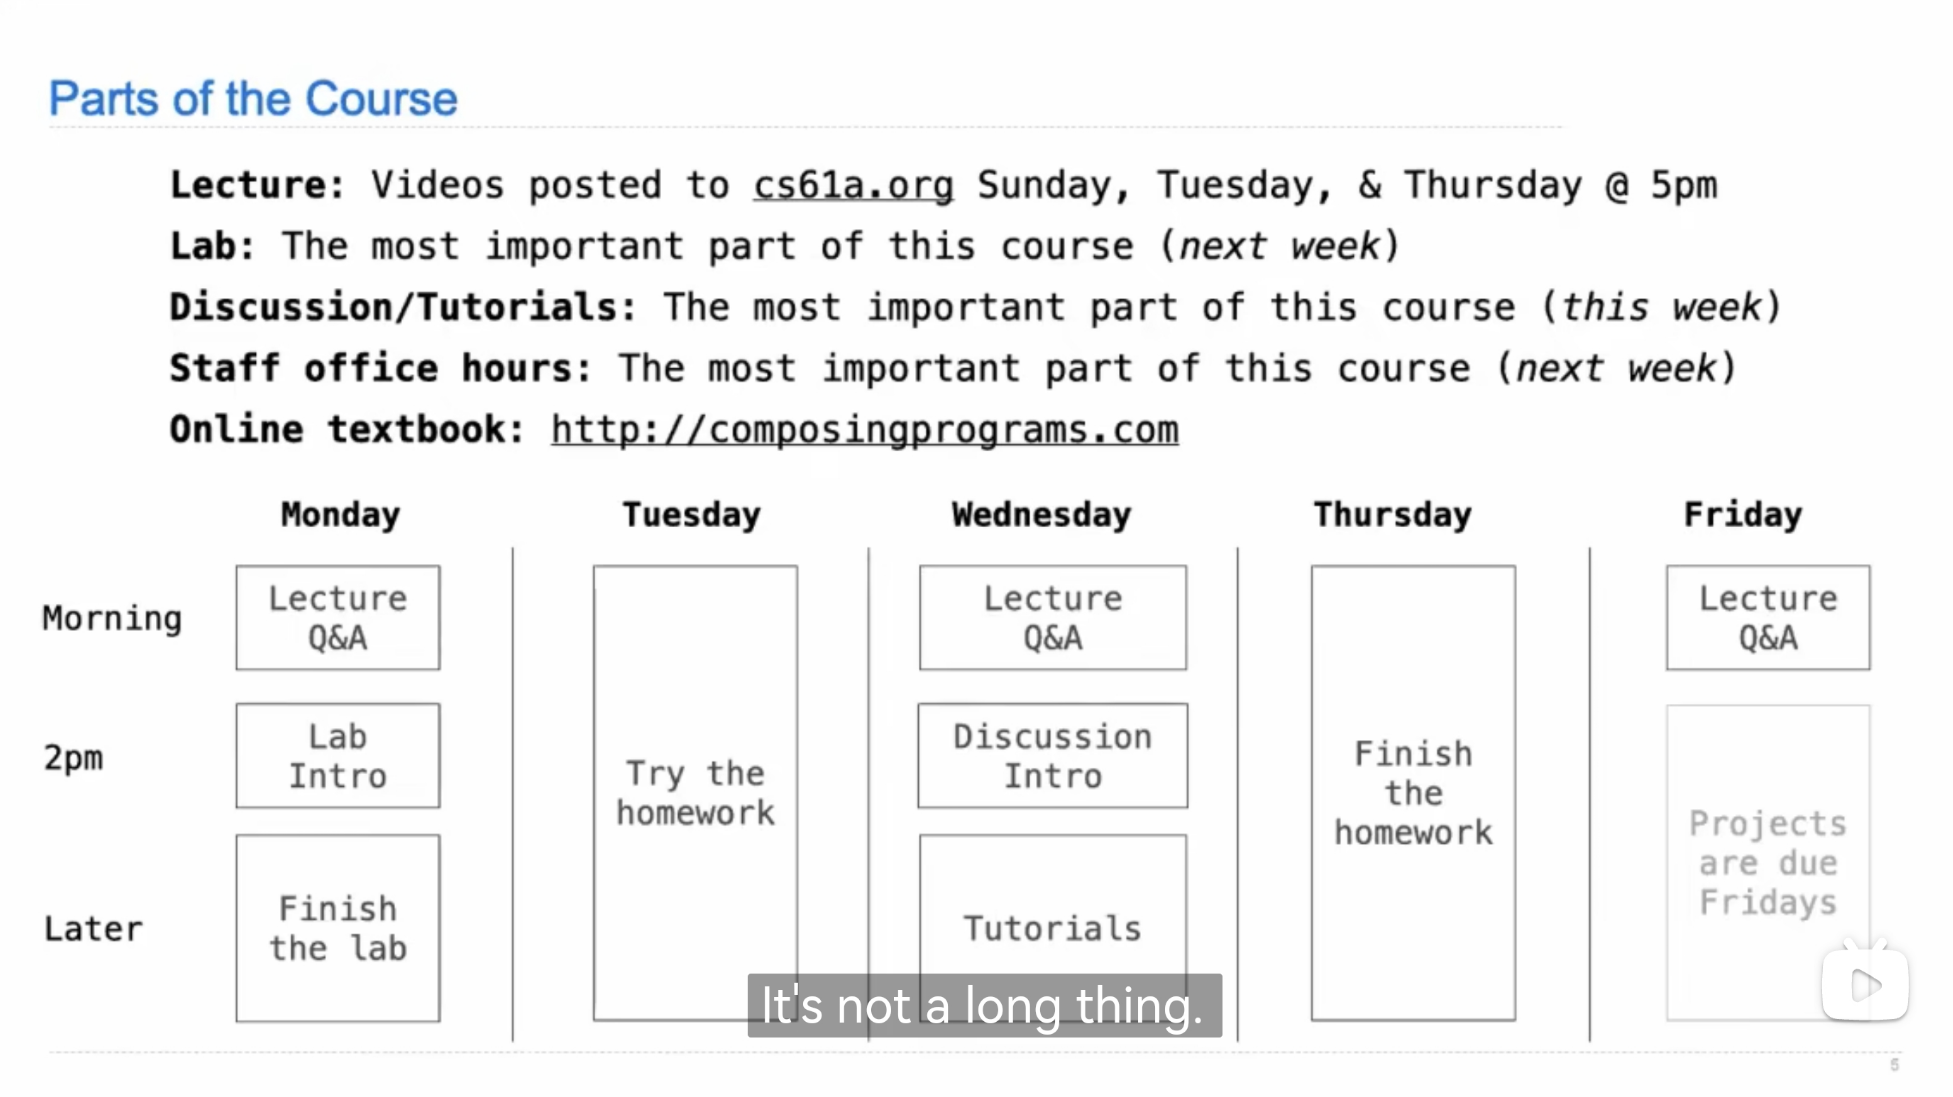 Parts of the Course
Lecture: Videos posted to cs61a.org Sunday, Tuesday, & Thursday @ 5pm
Lab: The most important part of this course (next week)
Discussion/Tutorials: The most important part of this course (this week)
Staff office hours: The most important part of this course (next week)
Online textbook: http://composingprograms.com
Monday
Tuesday
Wednesday
Thursday
Friday
Morning
Lecture
Q&A
Lecture
Q&A
Lecture
Q&A
2pm
Lab
Intro
Try the
homework
Discussion
Intro
Finish
the
homework
Projects
are due
Fridays
Later
Finish
the lab
Tutorials
It's not a long thing.
5